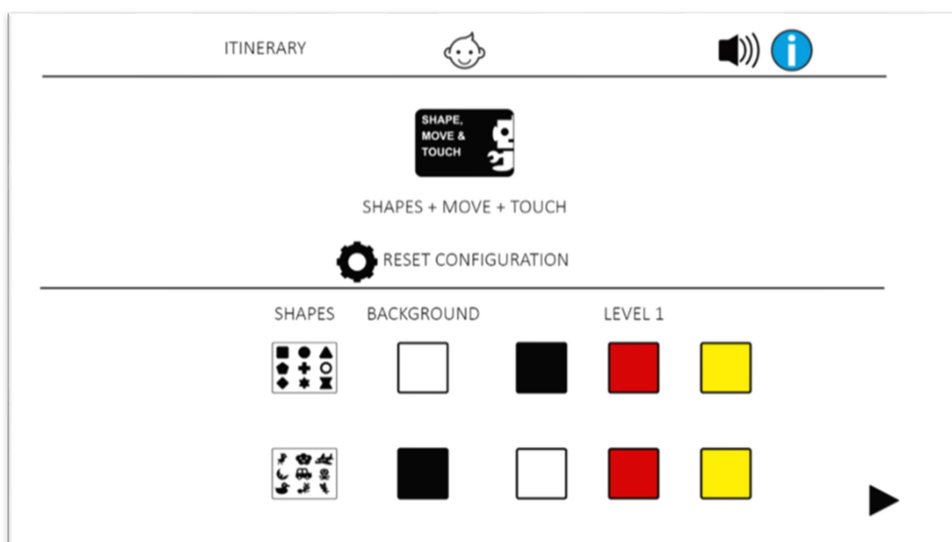 ITINERARY
SHAPE,
MOVE &
TOUCH
SHAPES + MOVE + TOUCH
RESET CONFIGURATION
SHAPES BACKGROUND LEVEL 1